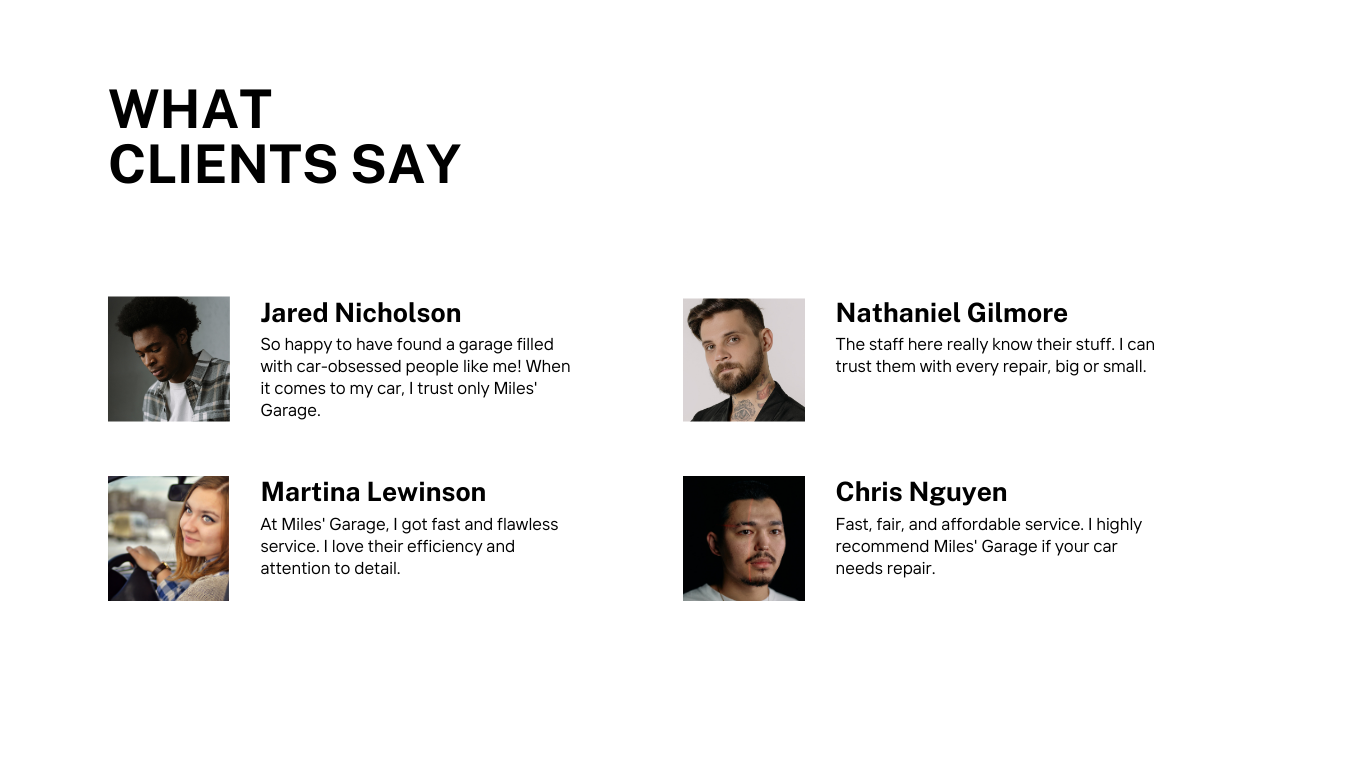 WHAT
CLIENTS SAY
Jared Nicholson
So happy to have found a garage filled
with car-obsessed people like me! When
it comes to my car, I trust only Miles'
Garage.
Nathaniel Gilmore
The staff here really know their stuff. I can
trust them with every repair, big or small.
Martina Lewinson
At Miles' Garage, I got fast and flawless
service. I love their efficiency and
attention to detail.
Chris Nguyen
Fast, fair, and affordable service. I highly
recommend Miles' Garage if your car
needs repair.